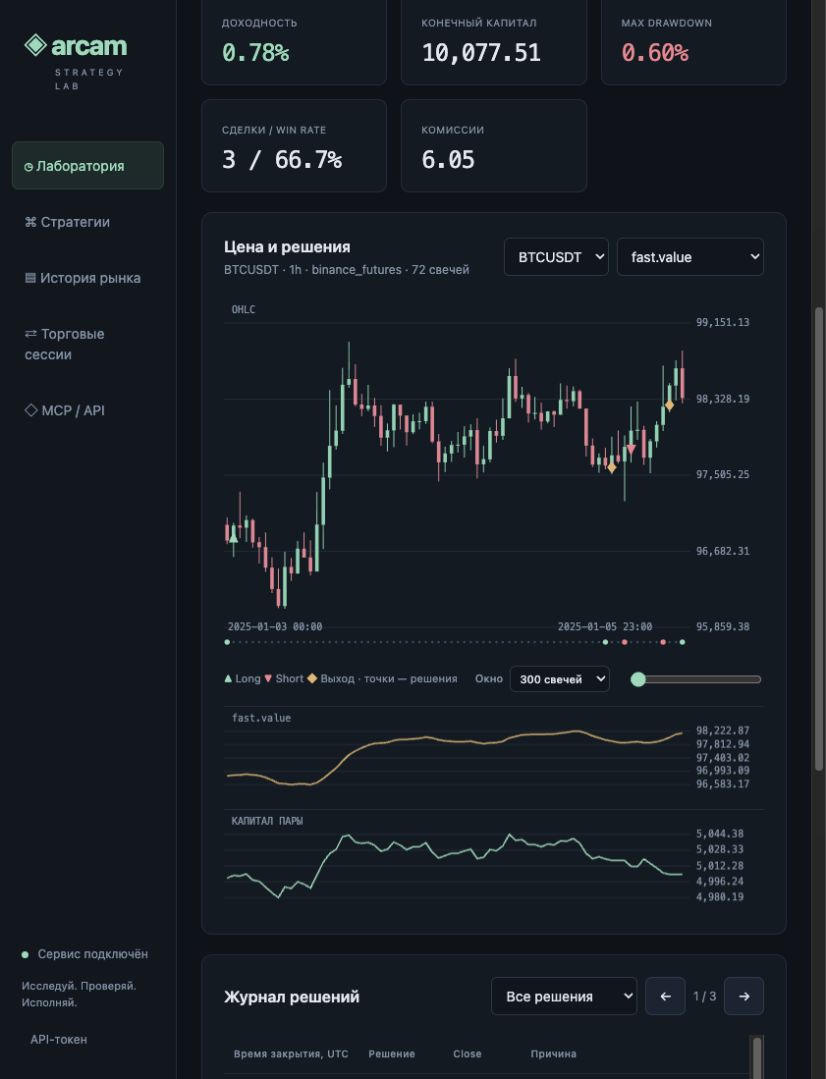 arcam
STRATEGY
LAB
Лаборатория
⌘ Стратегии
История рынка
⇄ Торговые
сессии
◇ MCP / API
Сервис подключён
Исследуй. Проверяй.
Исполняй.
API-токен
ДОХОДНОСТЬ
0.78%
КОНЕЧНЫЙ КАПИТАЛ
10,077.51
MAX DRAWDOWN
0.60%
СДЕЛКИ / WIN RATE
3 / 66.7%
КОМИССИИ
6.05
Цена и решения
BTCUSDT · 1h · binance_futures · 72 свечей
BTCUSDT
fast.value
OHLC
99,151.13
98,328.19
97,505.25
96,682.31
95,859.38
2025-01-03 00:00
2025-01-05 23:00
▲ Long ▼ Short ◆ Выход · точки — решения
Окно
300 свечей
fast.value
98,222.87
97,812.94
97,403.02
96,993.09
96,583.17
КАПИТАЛ ПАРЫ
5,044.38
5,028.33
5,012.28
4,996.24
4,980.19
Журнал решений
Все решения
←
1 / 3
→
Время закрытия, UTC
Решение
Close
Причина